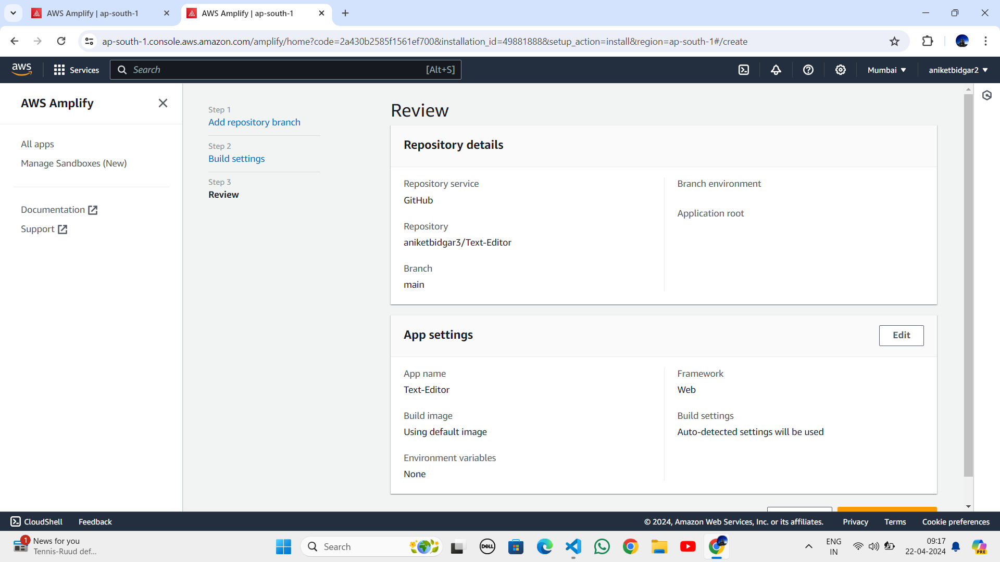 AWS Amplify | ap-south-1
AWS Amplify | ap-south-1
ap-south-1.console.aws.amazon.com/amplify/home?code=2a430b2585f1561ef700&installation_id=49881888&setup_action=install&region=ap-south-1#/create
aws
Services
Search
[Alt+S]
Mumbai
aniketbidgar2
AWS Amplify
All apps
Manage Sandboxes (New)
Documentation
Support
Step 1
Add repository branch
Step 2
Build settings
Step 3
Review
Review
Repository details
Repository service
GitHub
Repository
aniketbidgar3/Text-Editor
Branch
main
Branch environment
Application root
App settings
Edit
App name
Text-Editor
Build image
Using default image
Environment variables
None
Framework
Web
Build settings
Auto-detected settings will be used
CloudShell
Feedback
© 2024, Amazon Web Services, Inc. or its affiliates.
Privacy
Terms
Cookie preferences
1
News for you
Tennis-Ruud def...
Search
DELL
ENG
IN
09:17
22-04-2024
PRE